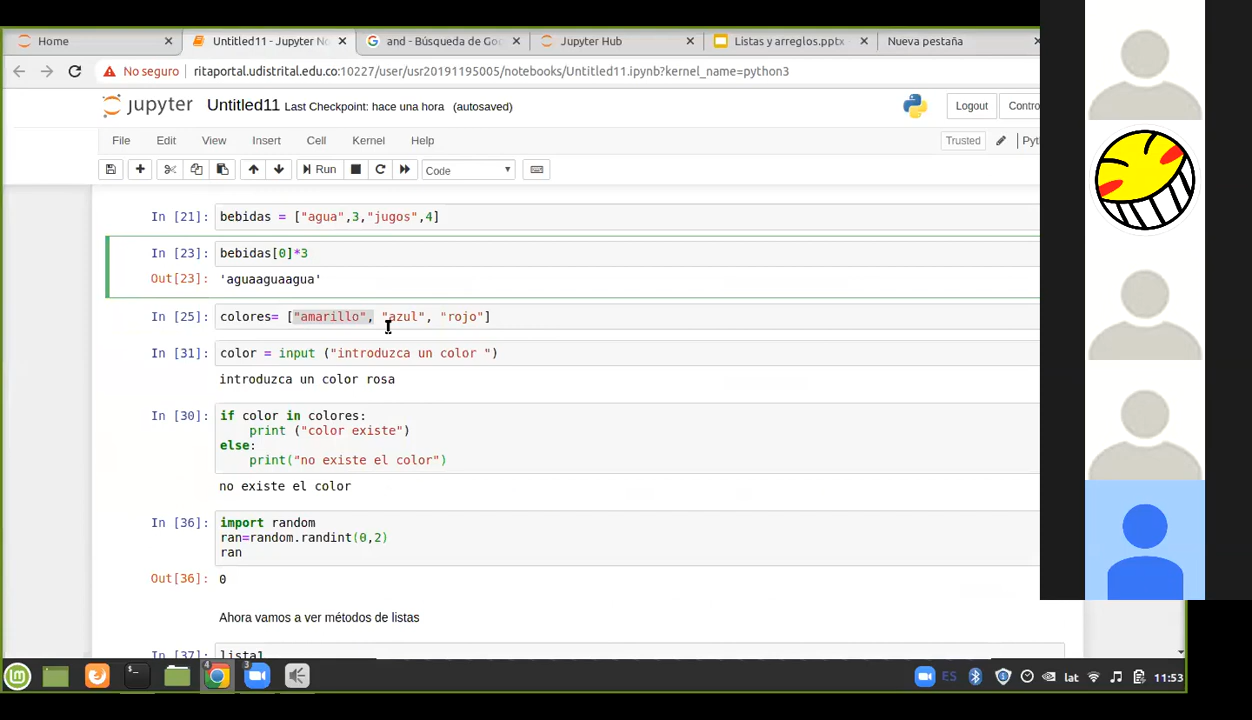 Home
Untitled11 - Jupyter No
and - Búsqueda de Goo
Jupyter Hub
Listas y arreglos.pptx
Nueva pestaña
No seguro
ritaportal.udistrital.edu.co:10227/user/usr20191195005/notebooks/Untitled11.ipynb?kernel_name=python3
jupyter Untitled11 Last Checkpoint: hace una hora (autosaved)
Logout
Contro
File Edit View Insert Cell Kernel Help
Trusted
Pyt
Run
Code
In [21]: bebidas = ["agua",3,"jugos",4]
In [23]: bebidas[0]*3
Out[23]: 'aguaaguaagua'
In [25]: colores= ["amarillo", "azul", "rojo"]
In [31]: color = input ("introduzca un color ")
introduzca un color rosa
In [30]: if color in colores:
    print ("color existe")
else:
    print("no existe el color")
no existe el color
In [36]: import random
ran=random.randint(0,2)
ran
Out[36]: 0
Ahora vamos a ver métodos de listas
In [37]: lista1
4
3
ES
lat
11:53